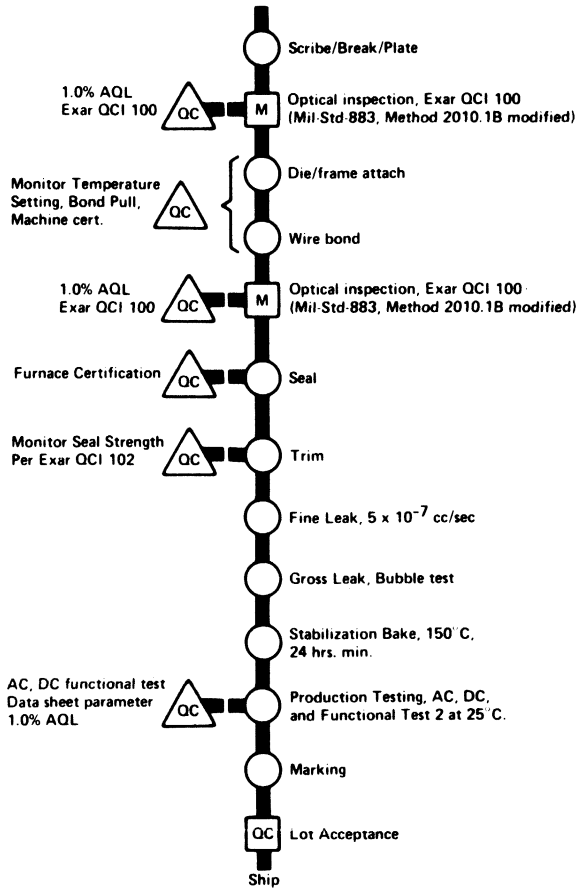 Scribe/Break/Plate
1.0% AQL
Exar QCI 100
QC
M
Optical inspection, Exar QCI 100
(Mil-Std-883, Method 2010.1B modified)
Die/frame attach
Monitor Temperature
Setting, Bond Pull,
Machine cert.
QC
Wire bond
1.0% AQL
Exar QCI 100
QC
M
Optical inspection, Exar QCI 100
(Mil-Std-883, Method 2010.1B modified)
Furnace Certification
QC
Seal
Monitor Seal Strength
Per Exar QCI 102
QC
Trim
Fine Leak, 5 x 10⁻⁷ cc/sec
Gross Leak, Bubble test
Stabilization Bake, 150°C,
24 hrs. min.
AC, DC functional test
Data sheet parameter
1.0% AQL
QC
Production Testing, AC, DC,
and Functional Test 2 at 25°C.
Marking
QC
Lot Acceptance
Ship